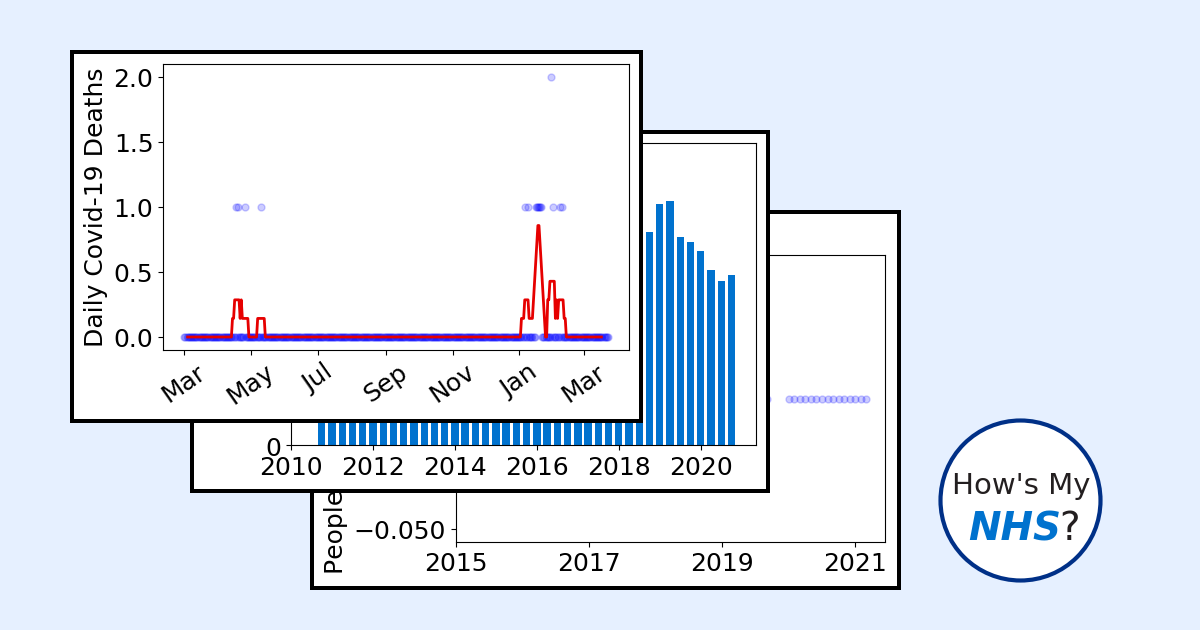 Daily Covid-19 Deaths
2.0
1.5
1.0
0.5
0.0
Mar May Jul Sep Nov Jan Mar
0
2010 2012 2014 2016 2018 2020
People
−0.050
2015 2017 2019 2021
How's My
NHS?